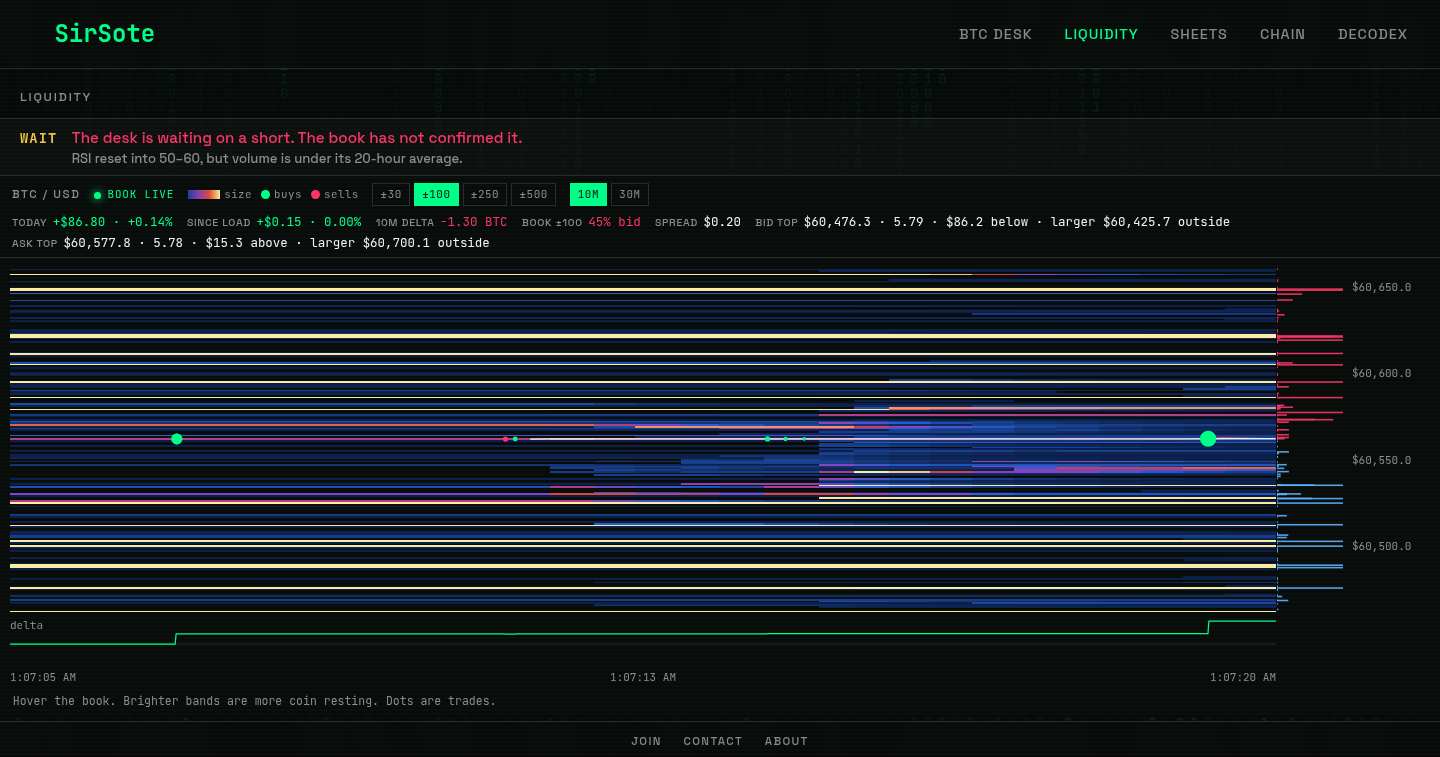 SirSote
BTC DESK LIQUIDITY SHEETS CHAIN DECODEX
LIQUIDITY
WAIT The desk is waiting on a short. The book has not confirmed it.
RSI reset into 50–60, but volume is under its 20-hour average.
BTC / USD BOOK LIVE size buys sells ±30 ±100 ±250 ±500 10M 30M
TODAY +$86.80 · +0.14% SINCE LOAD +$0.15 · 0.00% 10M DELTA -1.30 BTC BOOK ±100 45% bid SPREAD $0.20 BID TOP $60,476.3 · 5.79 · $86.2 below · larger $60,425.7 outside
ASK TOP $60,577.8 · 5.78 · $15.3 above · larger $60,700.1 outside
$60,650.0
$60,600.0
$60,550.0
$60,500.0
delta
1:07:05 AM 1:07:13 AM 1:07:20 AM
Hover the book. Brighter bands are more coin resting. Dots are trades.
JOIN CONTACT ABOUT